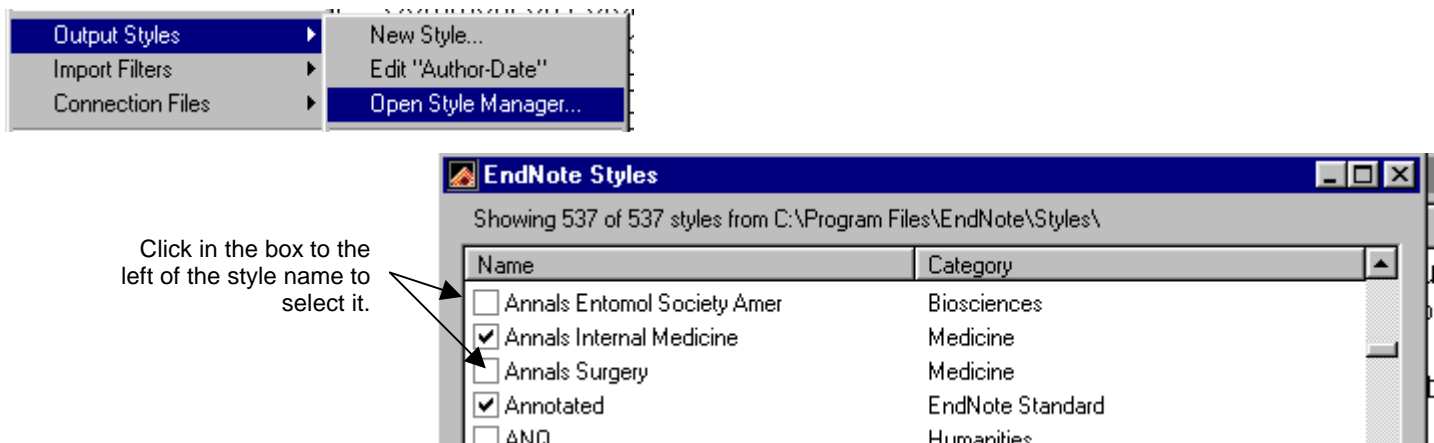 Output Styles New Style...
Import Filters Edit "Author-Date"
Connection Files Open Style Manager...
EndNote Styles
Showing 537 of 537 styles from C:\Program Files\EndNote\Styles\
Click in the box to the
left of the style name to
select it.
Name Category
Annals Entomol Society Amer Biosciences
Annals Internal Medicine Medicine
Annals Surgery Medicine
Annotated EndNote Standard
ANQ Humanities